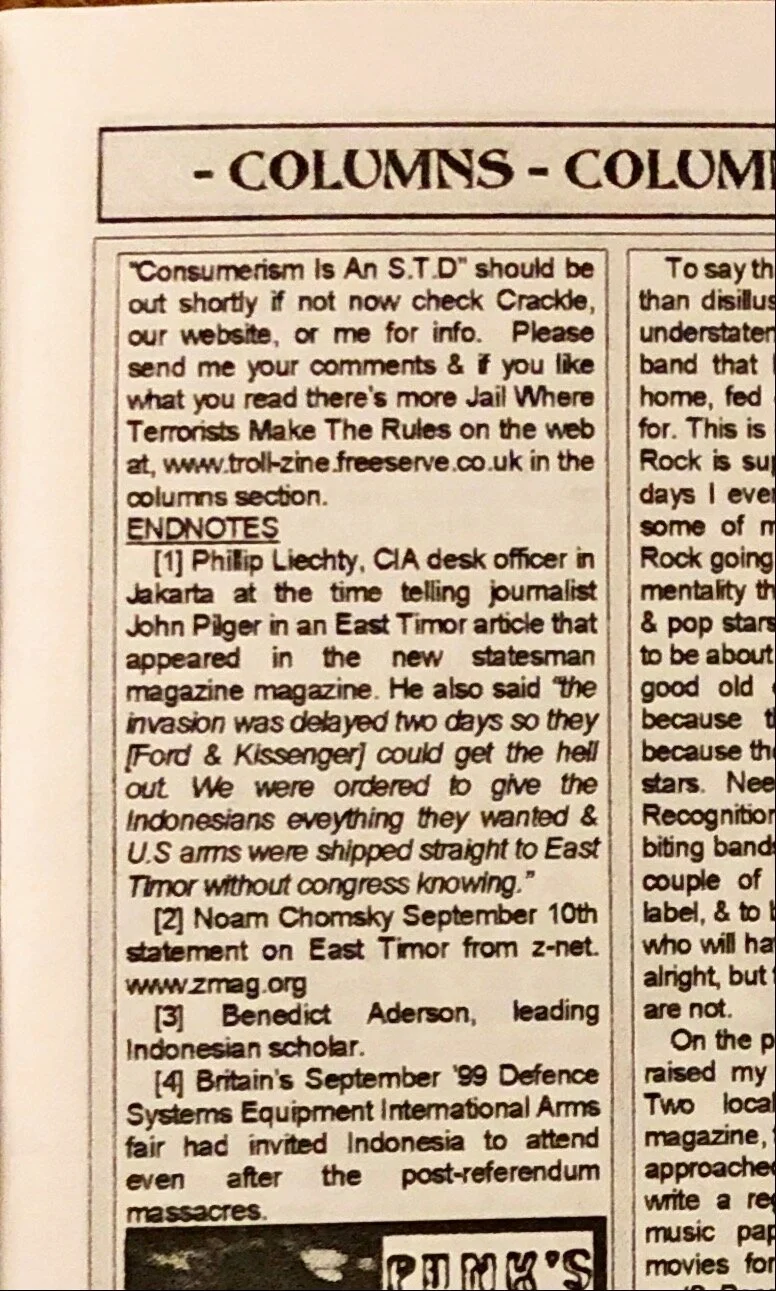 - COLUMNS - COLUM
"Consumerism Is An S.T.D" should be
out shortly if not now check Crackle,
our website, or me for info. Please
send me your comments & if you like
what you read there's more Jail Where
Terrorists Make The Rules on the web
at, www.troll-zine.freeserve.co.uk in the
columns section.
ENDNOTES
[1] Phillip Liechty, CIA desk officer in
Jakarta at the time telling journalist
John Pilger in an East Timor article that
appeared in the new statesman
magazine magazine. He also said "the
invasion was delayed two days so they
[Ford & Kissenger] could get the hell
out. We were ordered to give the
Indonesians eveything they wanted &
U.S arms were shipped straight to East
Timor without congress knowing."
[2] Noam Chomsky September 10th
statement on East Timor from z-net.
www.zmag.org
[3] Benedict Aderson, leading
Indonesian scholar.
[4] Britain's September '99 Defence
Systems Equipment International Arms
fair had invited Indonesia to attend
even after the post-referendum
massacres.
PUNK'S
To say th
than disillus
understatem
band that
home, fed
for. This is
Rock is sup
days I ever
some of m
Rock going
mentality th
& pop stars
to be about
good old
because t
because the
stars. Nee
Recognition
biting bands
couple of
label, & to b
who will ha
alright, but t
are not.
On the p
raised my
Two local
magazine,
approached
write a re
music pap
movies for